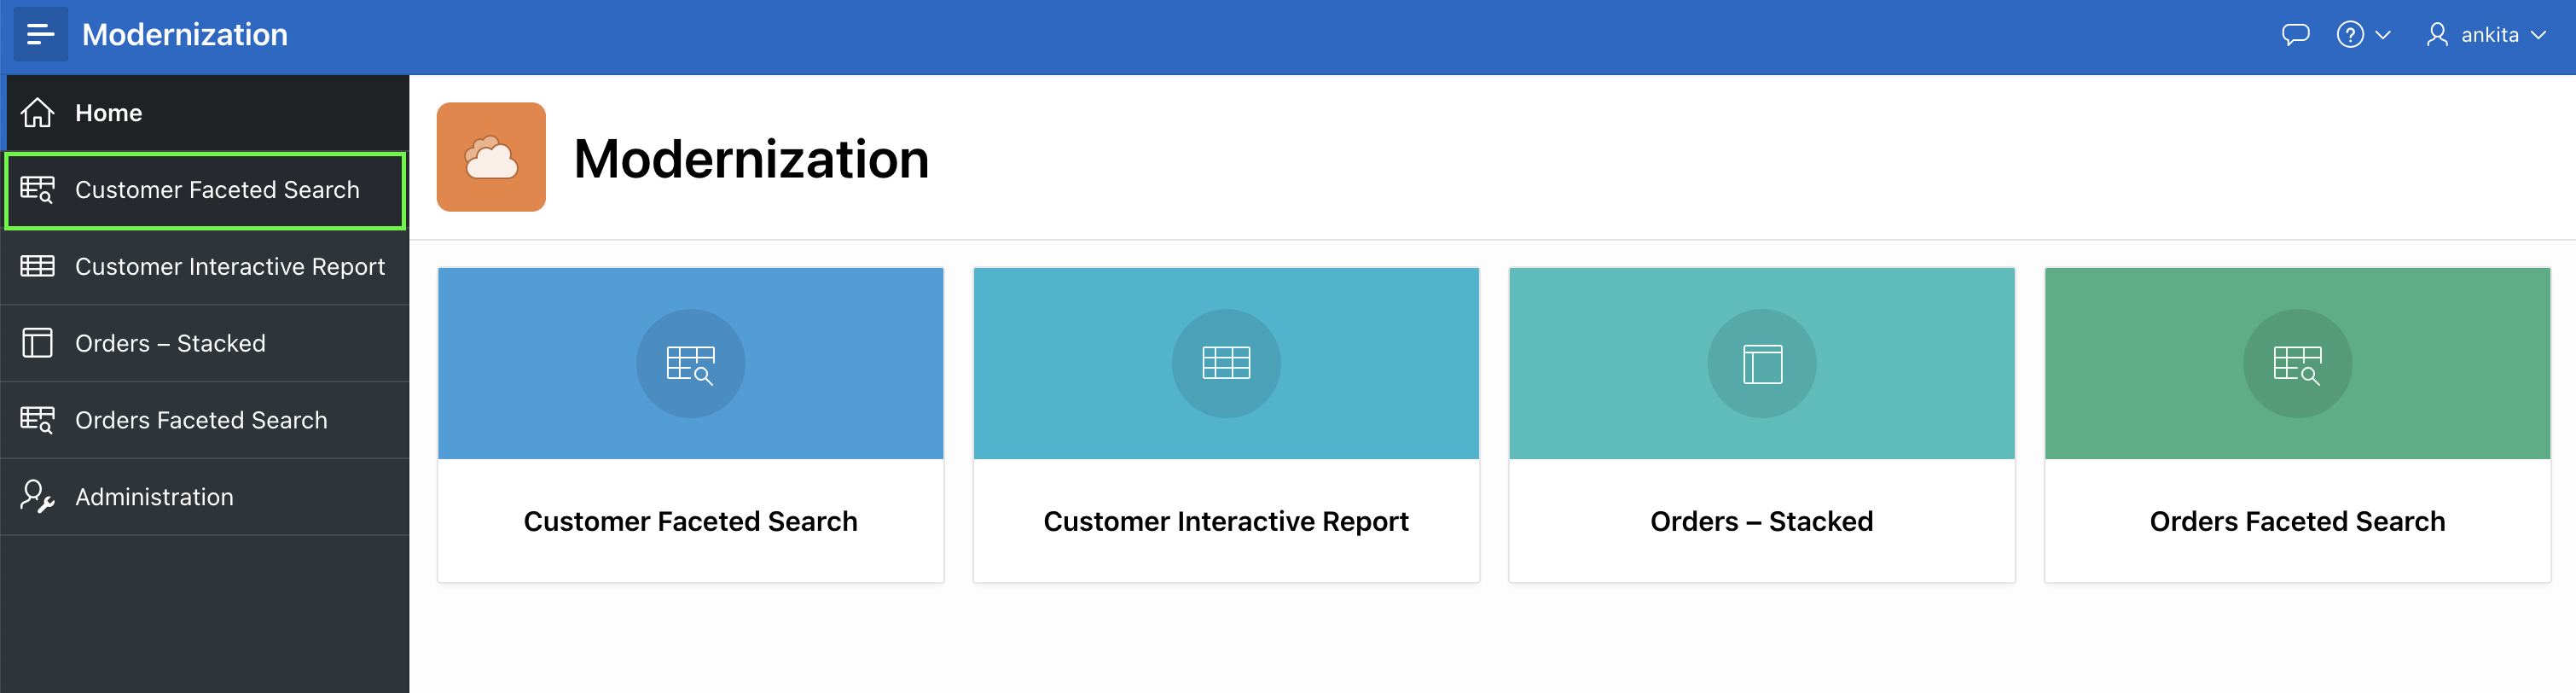 Modernization
ankita
Home
Customer Faceted Search
Customer Interactive Report
Orders – Stacked
Orders Faceted Search
Administration
Modernization
Customer Faceted Search
Customer Interactive Report
Orders – Stacked
Orders Faceted Search